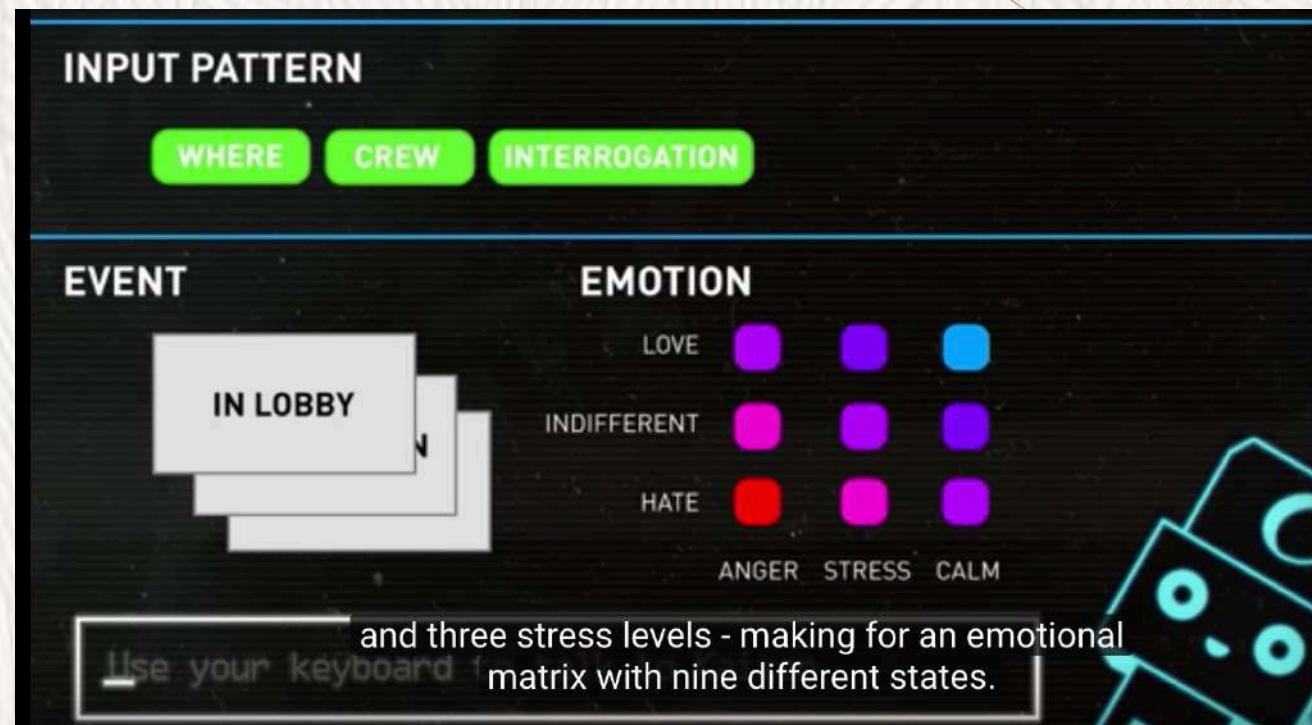 INPUT PATTERN
WHERE CREW INTERROGATION
EVENT EMOTION
LOVE
IN LOBBY
INDIFFERENT
N
HATE
ANGER STRESS CALM
and three stress levels - making for an emotional
Use your keyboard
matrix with nine different states.